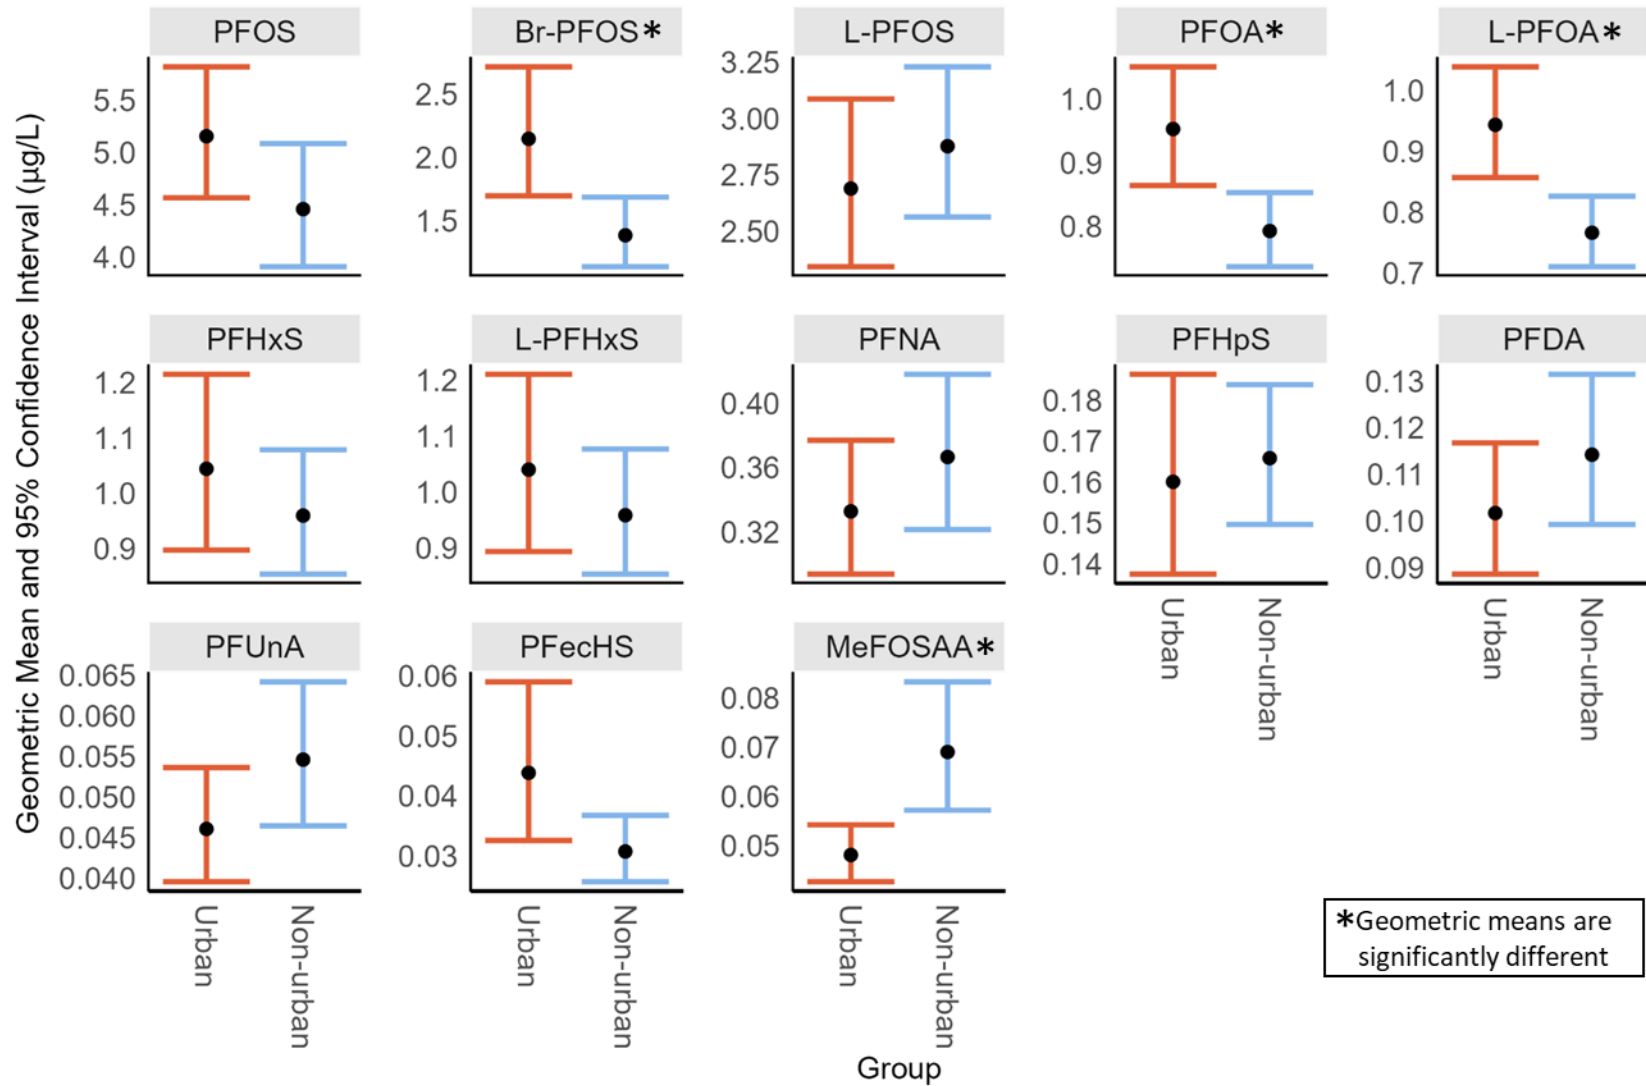 Geometric Mean and 95% Confidence Interval (µg/L)
PFOS
5.5
5.0
4.5
4.0
Br-PFOS*
2.5
2.0
1.5
L-PFOS
3.25
3.00
2.75
2.50
PFOA*
1.0
0.9
0.8
L-PFOA*
1.0
0.9
0.8
0.7
PFHxS
1.2
1.1
1.0
0.9
L-PFHxS
1.2
1.1
1.0
0.9
PFNA
0.40
0.36
0.32
PFHpS
0.18
0.17
0.16
0.15
0.14
Urban
Non-urban
PFDA
0.13
0.12
0.11
0.10
0.09
Urban
Non-urban
PFUnA
0.065
0.060
0.055
0.050
0.045
0.040
Urban
Non-urban
PFecHS
0.06
0.05
0.04
0.03
Urban
Non-urban
MeFOSAA*
0.08
0.07
0.06
0.05
Urban
Non-urban
Group
*Geometric means are
significantly different